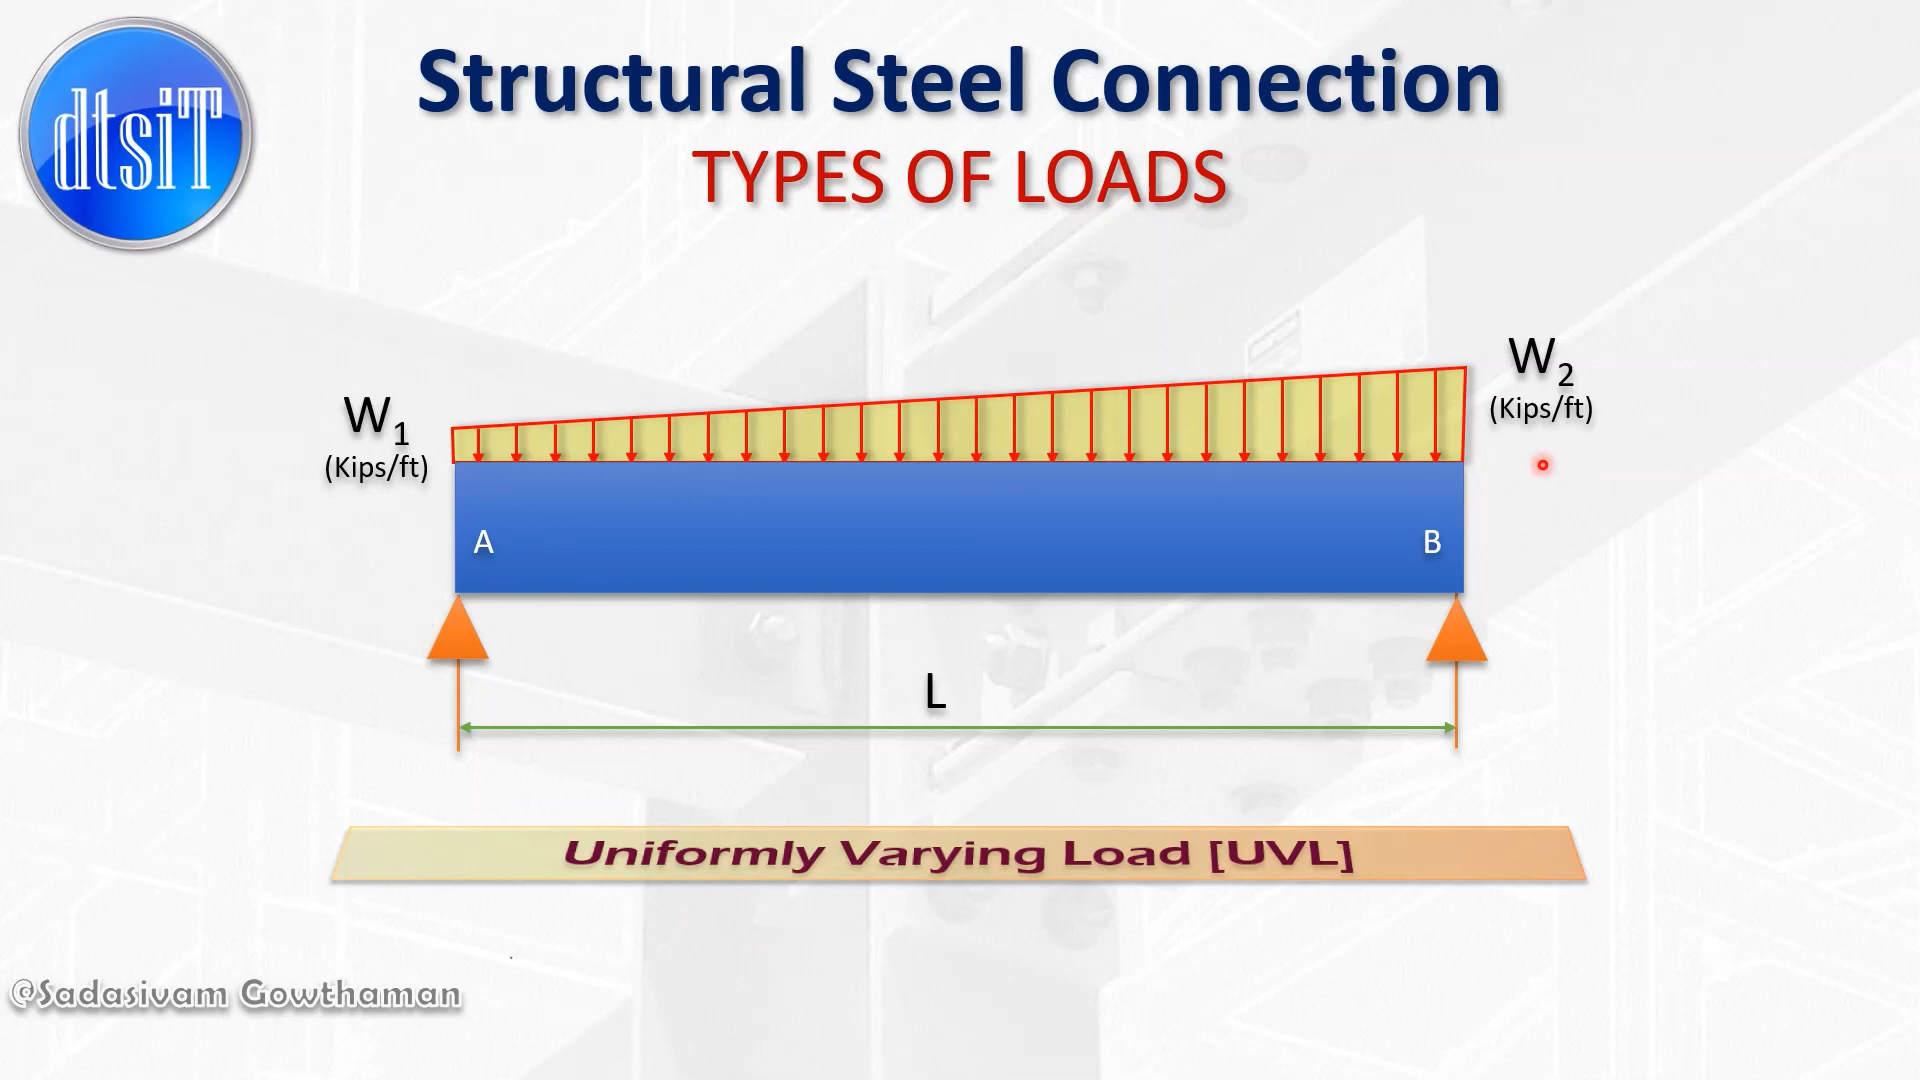 dtsiT
Structural Steel Connection
TYPES OF LOADS
W₁
(Kips/ft)
W₂
(Kips/ft)
A
B
L
Uniformly Varying Load [UVL]
@Sadasivam Gowthaman